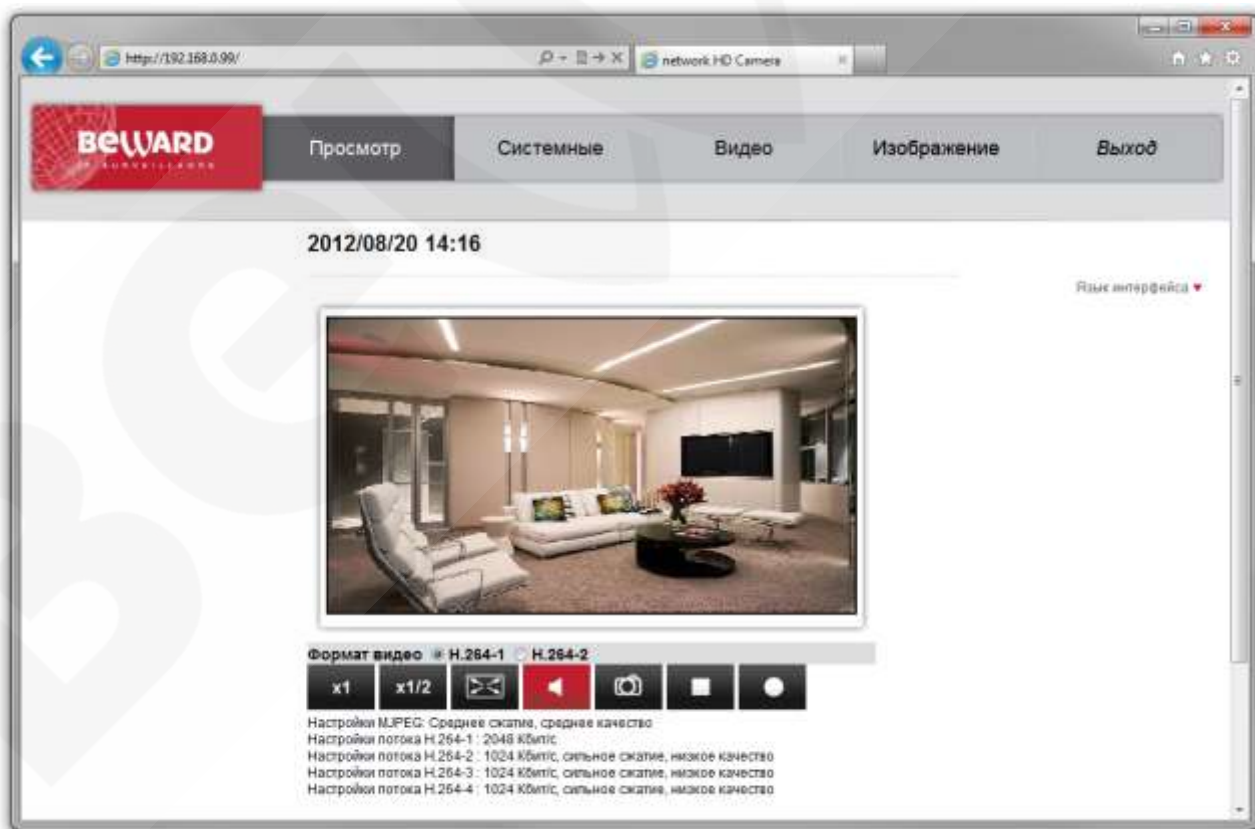 http://192.168.0.99/
network HD Camera
BEWARD
IP SURVEILLANCE
Просмотр
Системные
Видео
Изображение
Выход
2012/08/20 14:16
Язык интерфейса
Формат видео H.264-1 H.264-2
x1
x1/2
Настройки MJPEG: Среднее сжатие, среднее качество
Настройки потока H.264-1 : 2048 Кбит/с
Настройки потока H.264-2 : 1024 Кбит/с, сильное сжатие, низкое качество
Настройки потока H.264-3 : 1024 Кбит/с, сильное сжатие, низкое качество
Настройки потока H.264-4 : 1024 Кбит/с, сильное сжатие, низкое качество